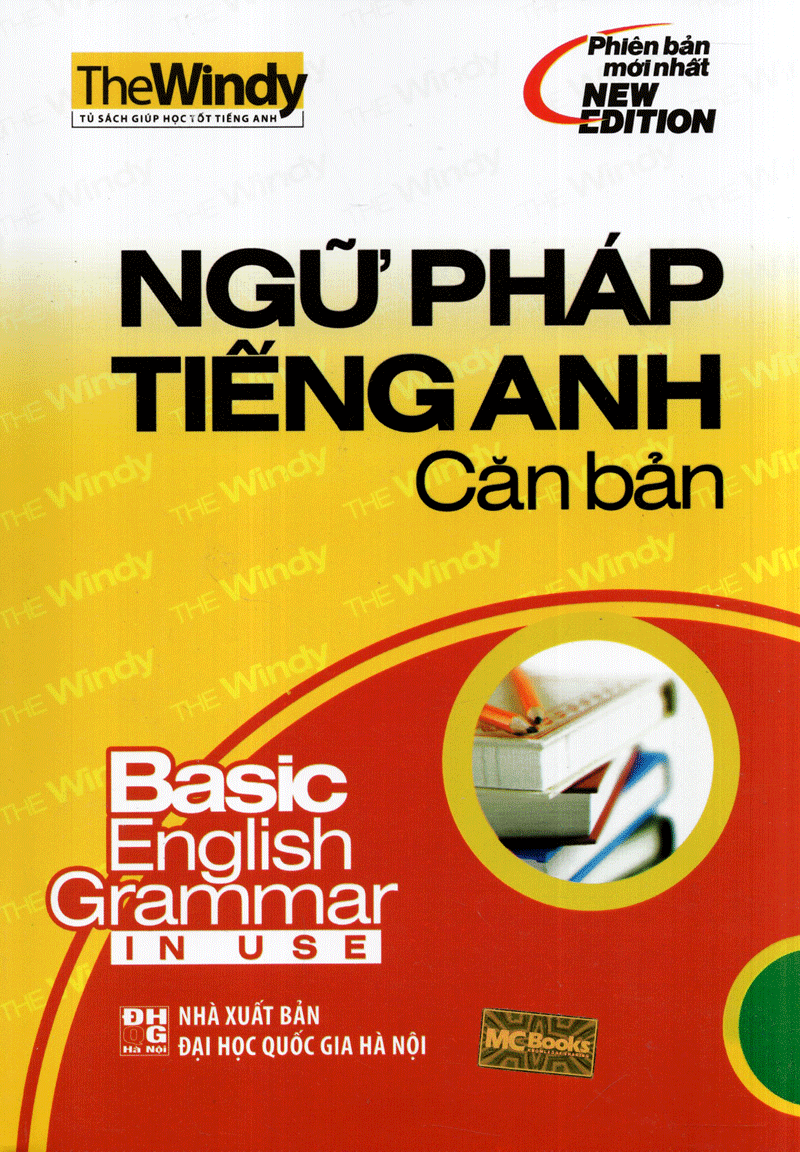 TheWindy
TỦ SÁCH GIÚP HỌC TỐT TIẾNG ANH
Phiên bản
mới nhất
NEW
EDITION
NGỮ PHÁP
TIẾNG ANH
Căn bản
Basic
English
Grammar
IN USE
ĐH
QG
Hà Nội
NHÀ XUẤT BẢN
ĐẠI HỌC QUỐC GIA HÀ NỘI
MCBooks